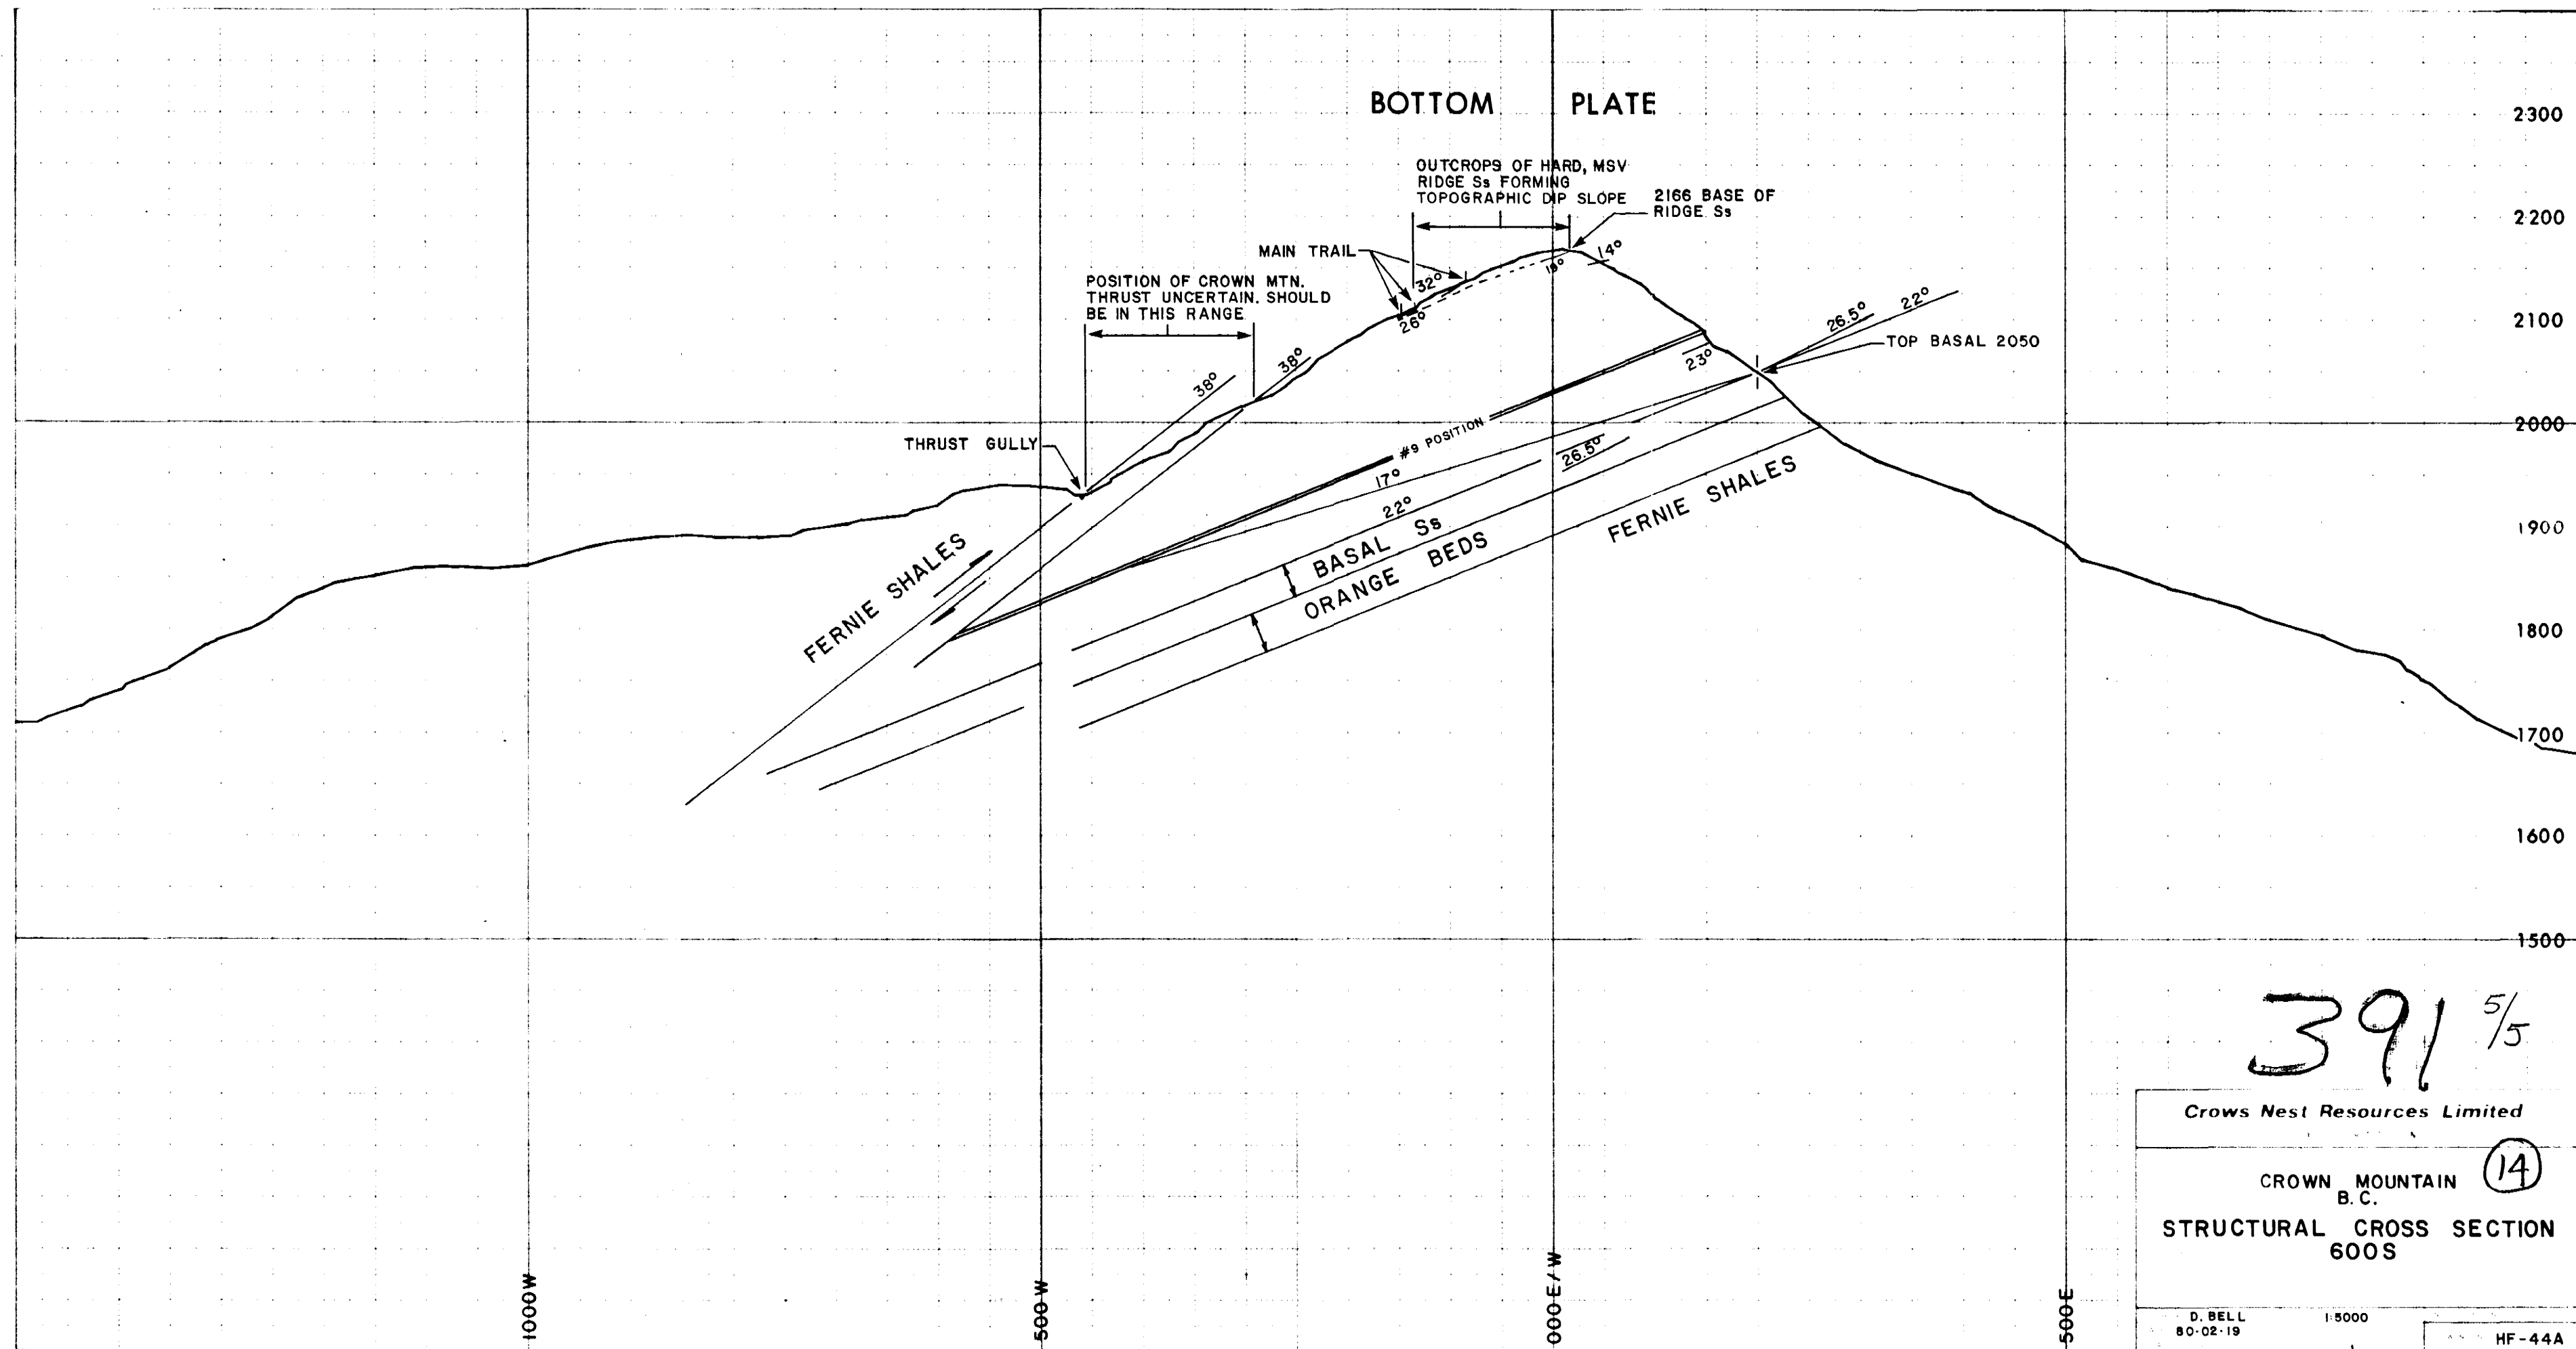 BOTTOM PLATE
2300
2200
2100
2000
1900
1800
1700
1600
1500
OUTCROPS OF HARD, MSV
RIDGE Ss FORMING
TOPOGRAPHIC DIP SLOPE
2166 BASE OF
RIDGE Ss
MAIN TRAIL
POSITION OF CROWN MTN.
THRUST UNCERTAIN. SHOULD
BE IN THIS RANGE
32°
26°
19°
14°
38°
38°
26.5°
22°
TOP BASAL 2050
23°
THRUST GULLY
#9 POSITION
17°
26.5°
22°
BASAL Ss
ORANGE BEDS
FERNIE SHALES
FERNIE SHALES
1000W
500W
000E/W
500E
391 5/5
Crows Nest Resources Limited
14
CROWN MOUNTAIN
B.C.
STRUCTURAL CROSS SECTION
600S
D. BELL 1:5000
80-02-19
HF-44A